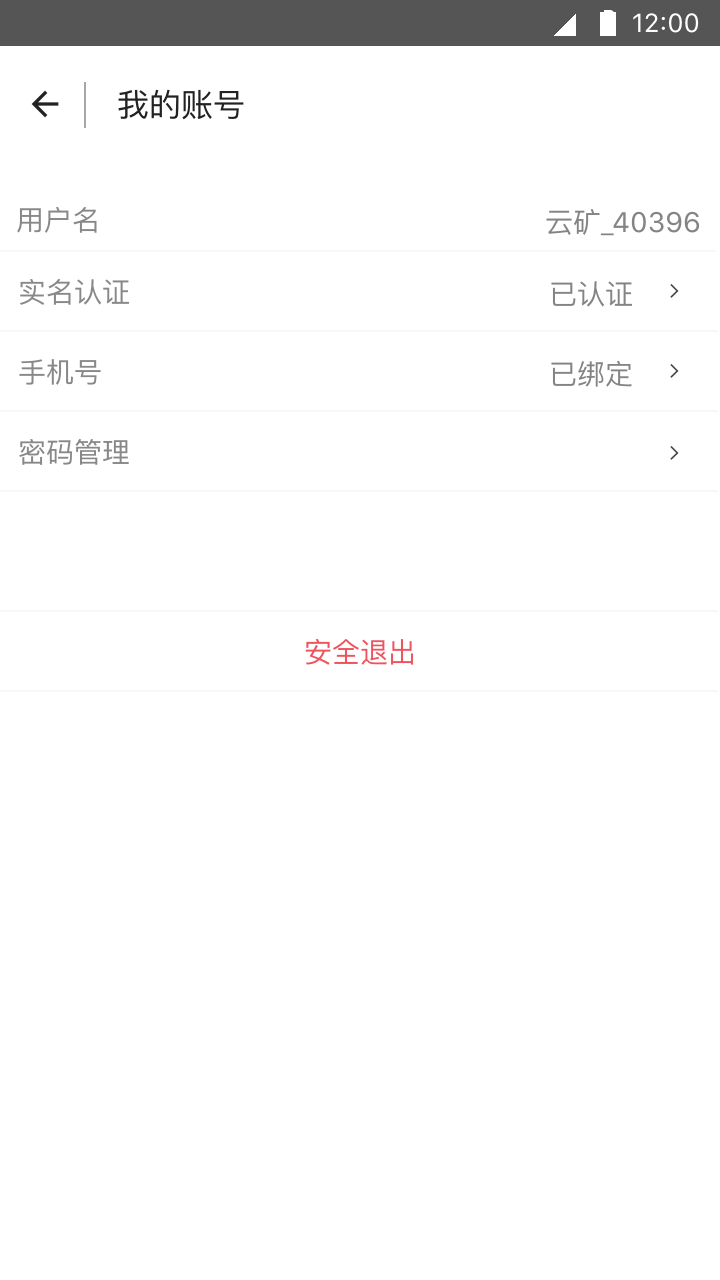 12:00
我的账号
用户名 云矿_40396
实名认证 已认证
手机号 已绑定
密码管理
安全退出